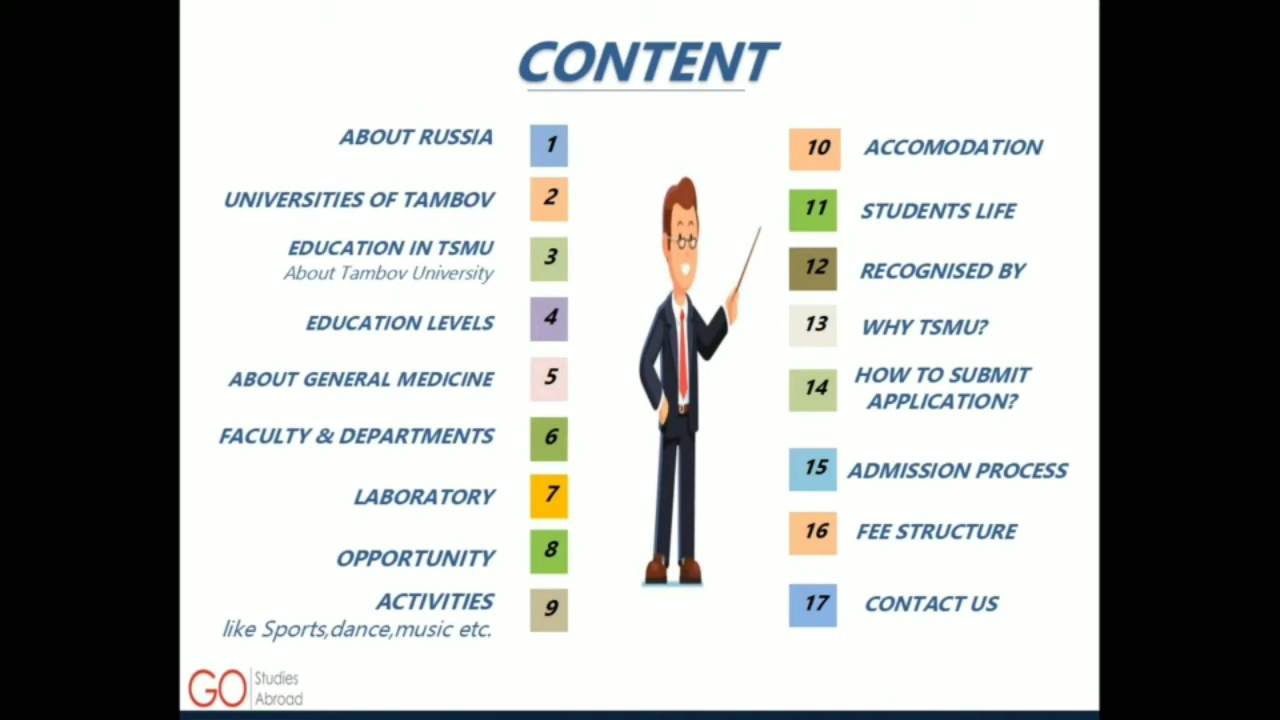 CONTENT
ABOUT RUSSIA 1
UNIVERSITIES OF TAMBOV 2
EDUCATION IN TSMU 3
About Tambov University
EDUCATION LEVELS 4
ABOUT GENERAL MEDICINE 5
FACULTY & DEPARTMENTS 6
LABORATORY 7
OPPORTUNITY 8
ACTIVITIES 9
like Sports,dance,music etc.
10 ACCOMODATION
11 STUDENTS LIFE
12 RECOGNISED BY
13 WHY TSMU?
14 HOW TO SUBMIT
APPLICATION?
15 ADMISSION PROCESS
16 FEE STRUCTURE
17 CONTACT US
GO Studies
Abroad